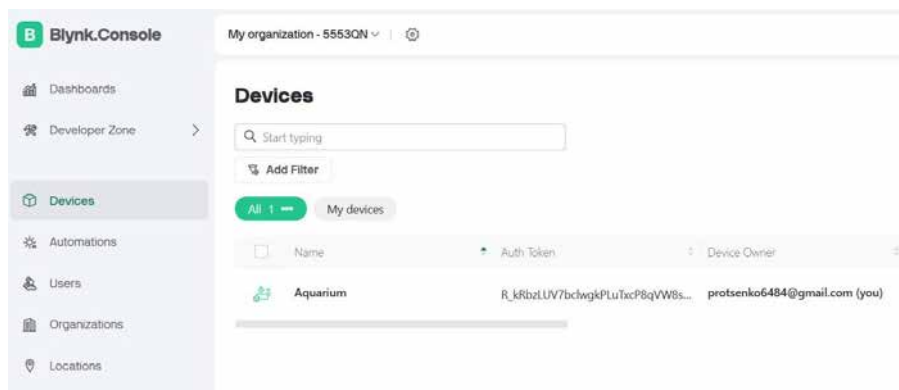 B Blynk.Console
My organization - 5553QN
Dashboards
Developer Zone
Devices
Automations
Users
Organizations
Locations
Devices
Start typing
Add Filter
All 1 My devices
Name Auth Token Device Owner
Aquarium R_kRbzLUV7bclwgkPLuTxcP8qVW8s... protsenko6484@gmail.com (you)